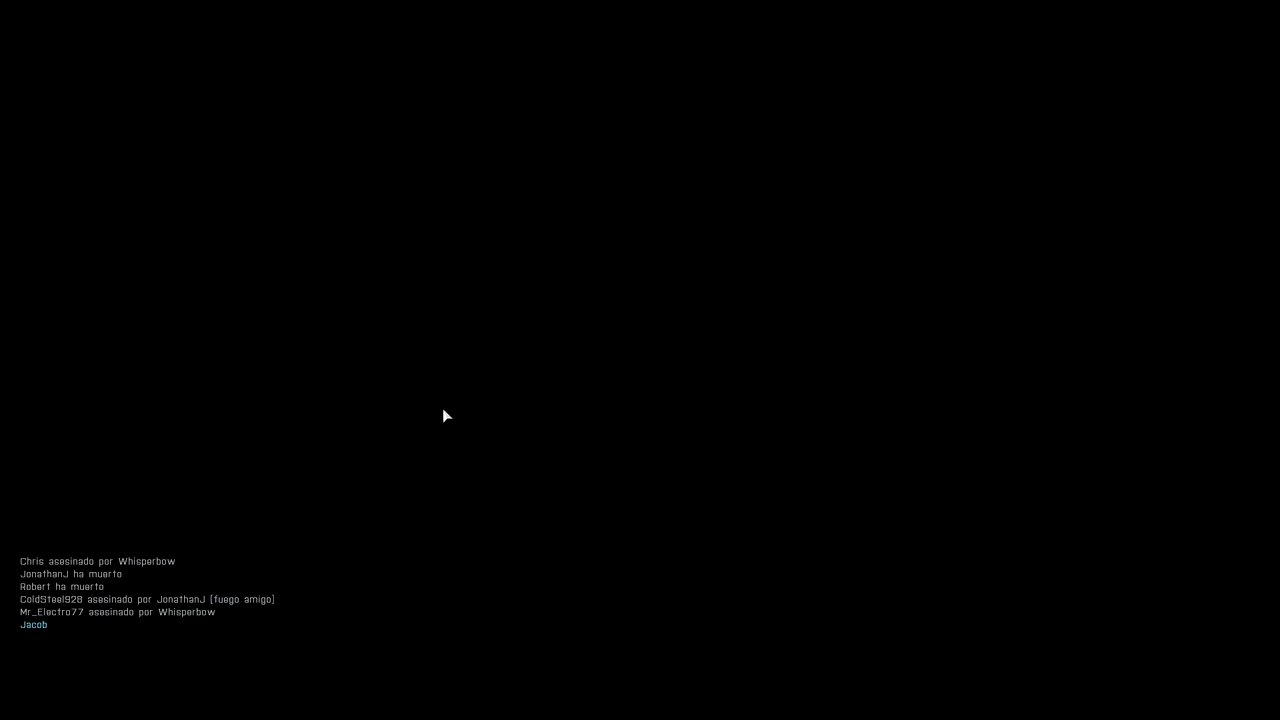 Chris asesinado por Whisperbow
JonathanJ ha muerto
Robert ha muerto
ColdSteel928 asesinado por JonathanJ (fuego amigo)
Mr_Electro77 asesinado por Whisperbow
Jacob